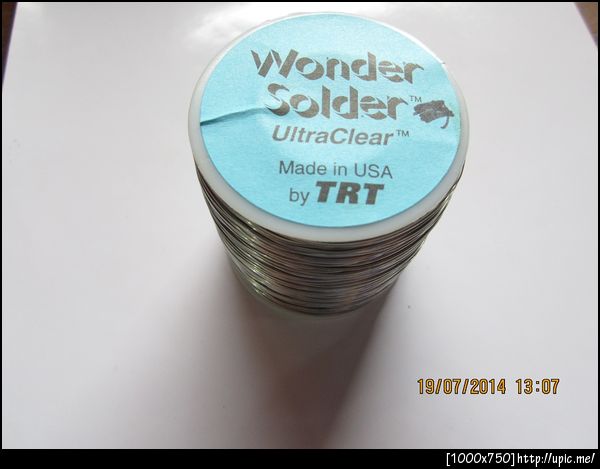 Wonder
Solder™
UltraClear™
Made in USA
by TRT
19/07/2014 13:07
[1000x750]http://upic.me/